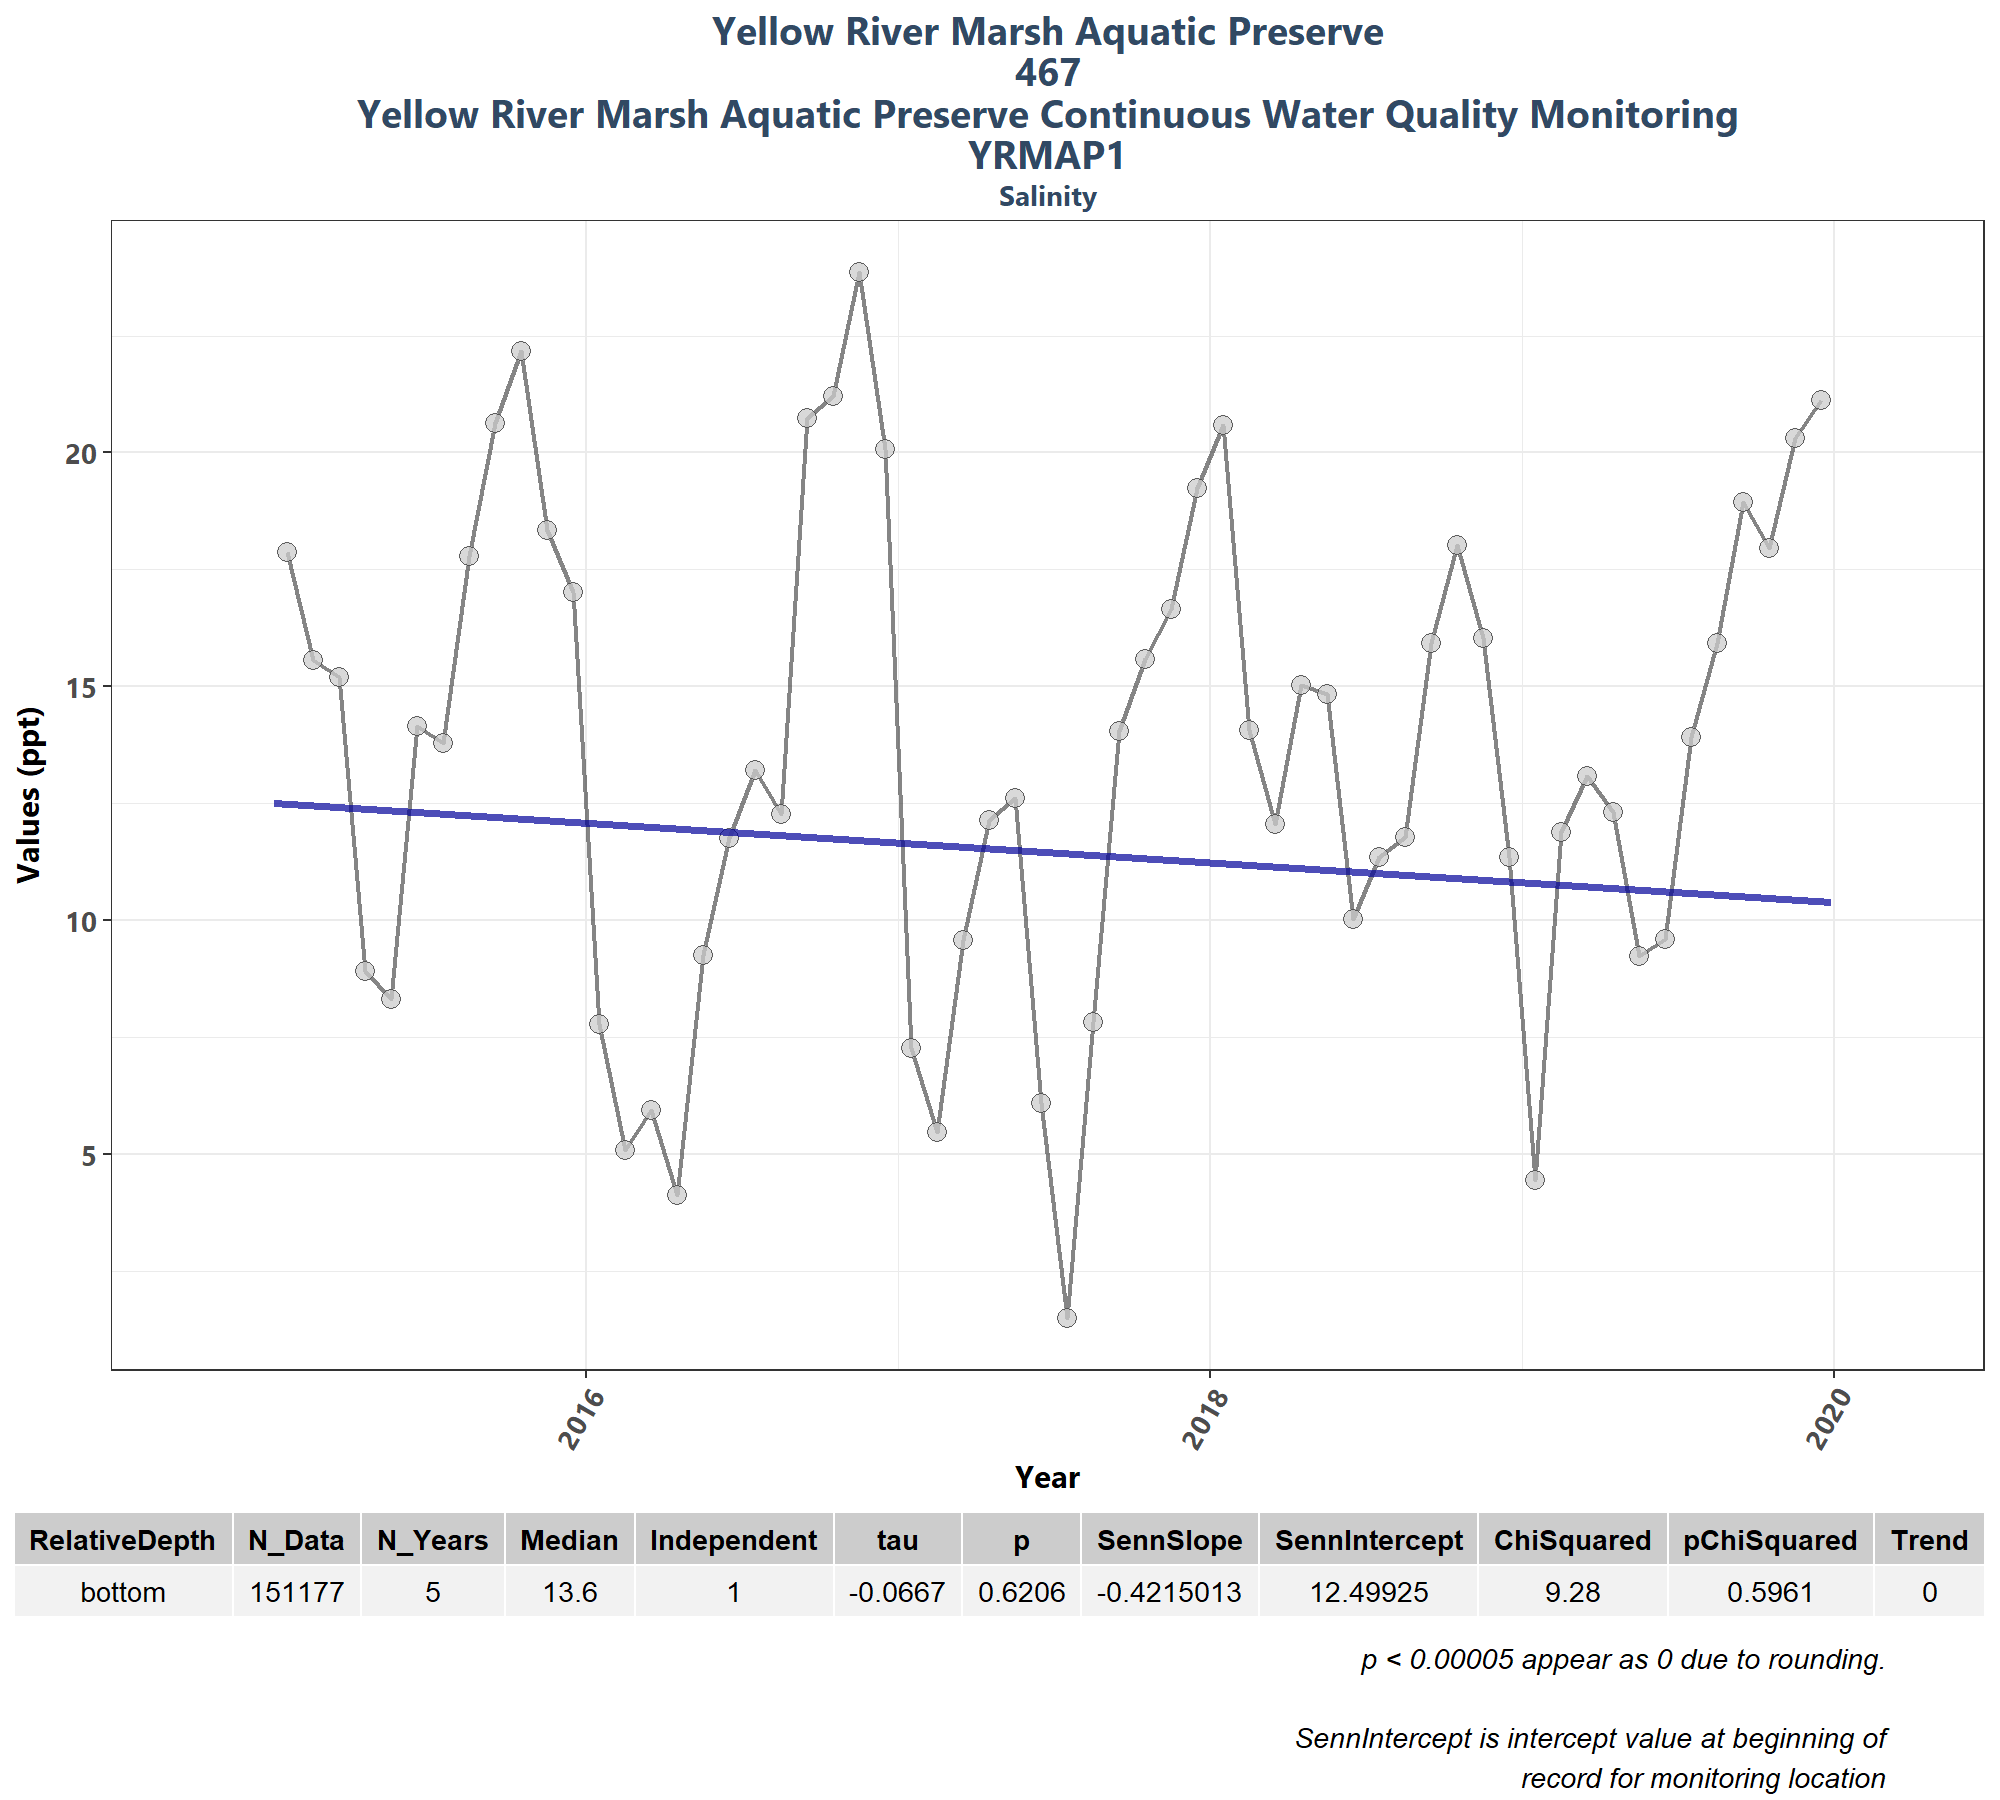 Yellow River Marsh Aquatic Preserve
467
Yellow River Marsh Aquatic Preserve Continuous Water Quality Monitoring
YRMAP1
Salinity
Values (ppt)
20
15
10
5
2016
2018
2020
Year
RelativeDepth N_Data N_Years Median Independent tau p SennSlope SennIntercept ChiSquared pChiSquared Trend
bottom 151177 5 13.6 1 -0.0667 0.6206 -0.4215013 12.49925 9.28 0.5961 0
p < 0.00005 appear as 0 due to rounding.
SennIntercept is intercept value at beginning of
record for monitoring location